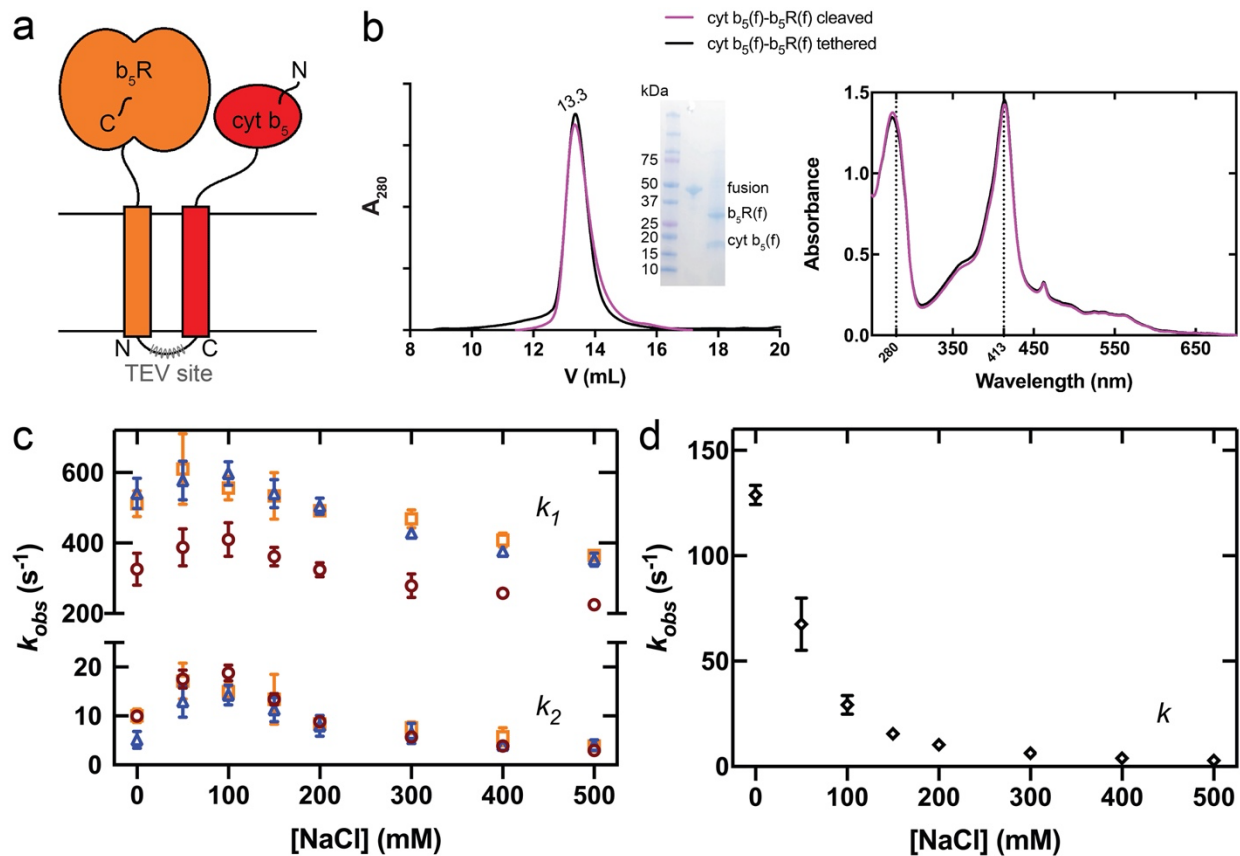 a
b₅R
C
N
cyt b₅
N
C
TEV site
b
cyt b₅(f)-b₅R(f) cleaved
cyt b₅(f)-b₅R(f) tethered
A₂₈₀
13.3
8 10 12 14 16 18 20
V (mL)
kDa
75
50
37
25
20
15
10
fusion
b₅R(f)
cyt b₅(f)
Absorbance
1.5
1.0
0.5
0.0
280 350 413 450 550 650
Wavelength (nm)
c
k_obs (s⁻¹)
600
400
200
20
10
0
k₁
k₂
0 100 200 300 400 500
[NaCl] (mM)
d
k_obs (s⁻¹)
150
100
50
0
k
0 100 200 300 400 500
[NaCl] (mM)